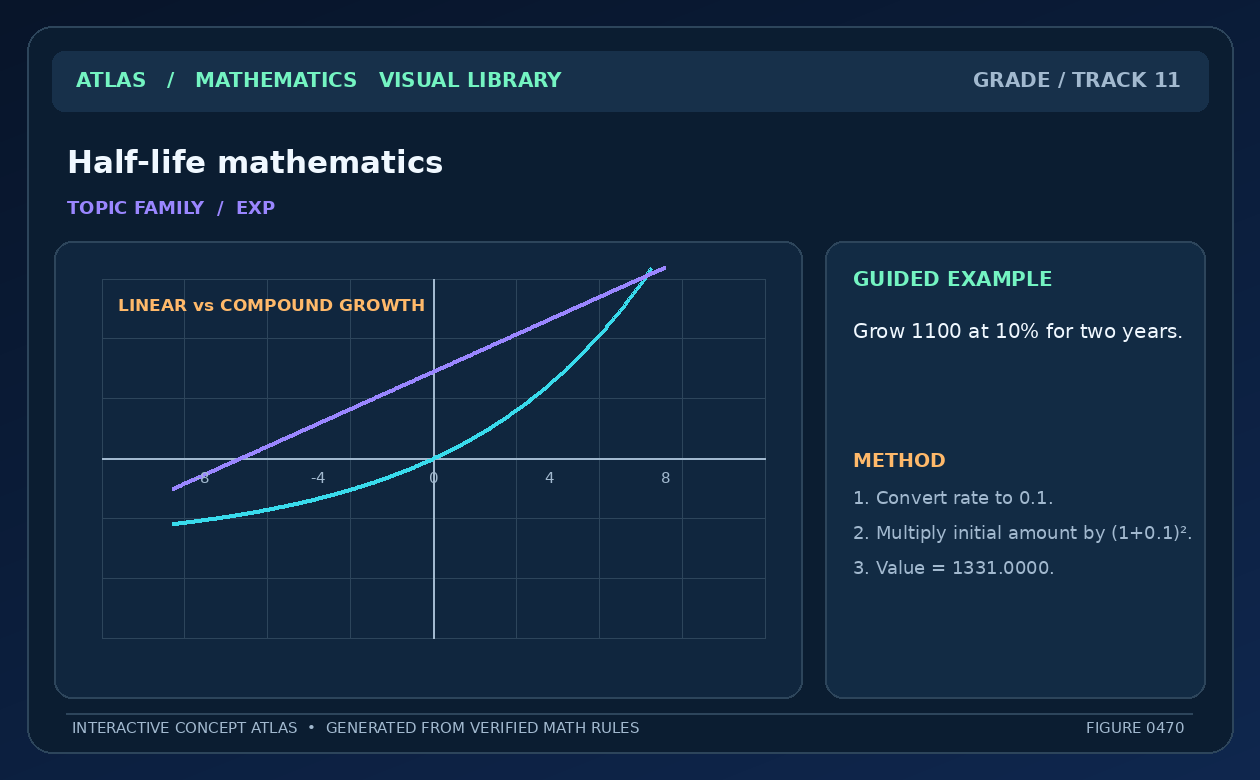 ATLAS / MATHEMATICS VISUAL LIBRARY
GRADE / TRACK 11
Half-life mathematics
TOPIC FAMILY / EXP
LINEAR vs COMPOUND GROWTH
-8 -4 0 4 8
GUIDED EXAMPLE
Grow 1100 at 10% for two years.
METHOD
1. Convert rate to 0.1.
2. Multiply initial amount by (1+0.1)².
3. Value = 1331.0000.
INTERACTIVE CONCEPT ATLAS • GENERATED FROM VERIFIED MATH RULES
FIGURE 0470